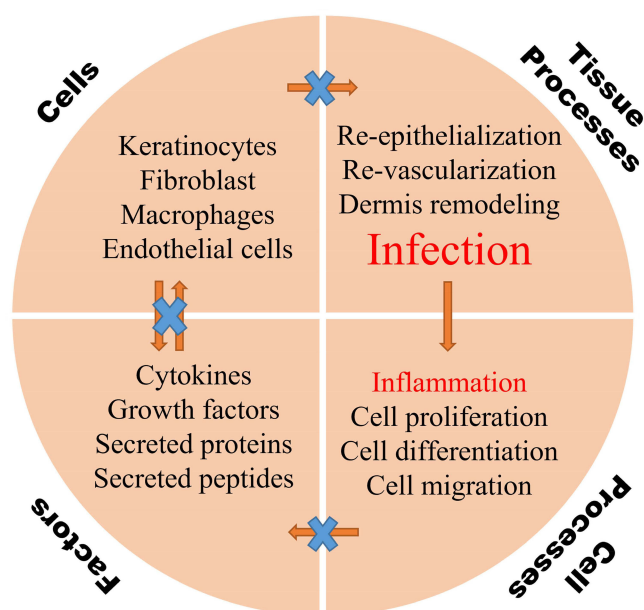 Cells
Tissue
Processes
Keratinocytes
Fibroblast
Macrophages
Endothelial cells
Re-epithelialization
Re-vascularization
Dermis remodeling
Infection
Cytokines
Growth factors
Secreted proteins
Secreted peptides
Inflammation
Cell proliferation
Cell differentiation
Cell migration
Factors
Cell
Processes